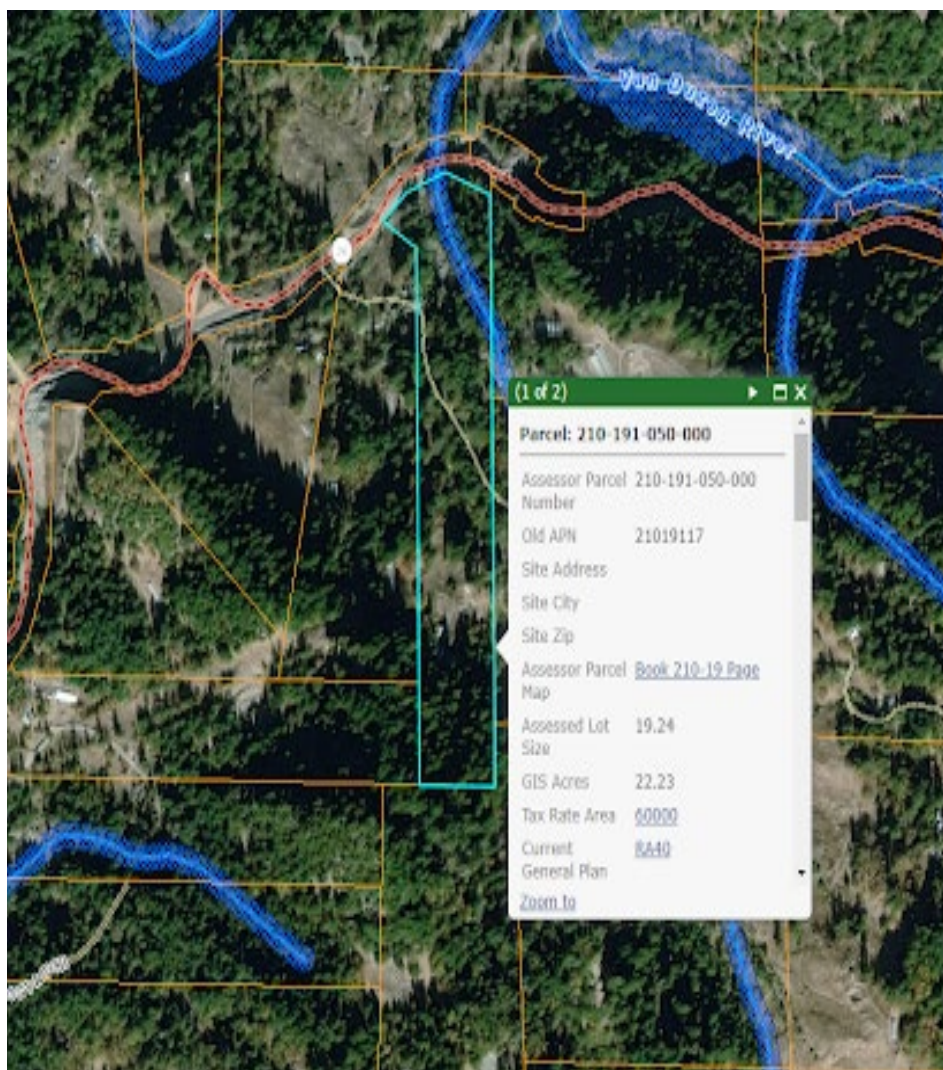 Van Duzen River
(1 of 2)
Parcel: 210-191-050-000
Assessor Parcel 210-191-050-000
Number
Old APN 21019117
Site Address
Site City
Site Zip
Assessor Parcel Book 210-19 Page
Map
Assessed Lot 19.24
Size
GIS Acres 22.23
Tax Rate Area 60000
Current RA40
General Plan
Zoom to